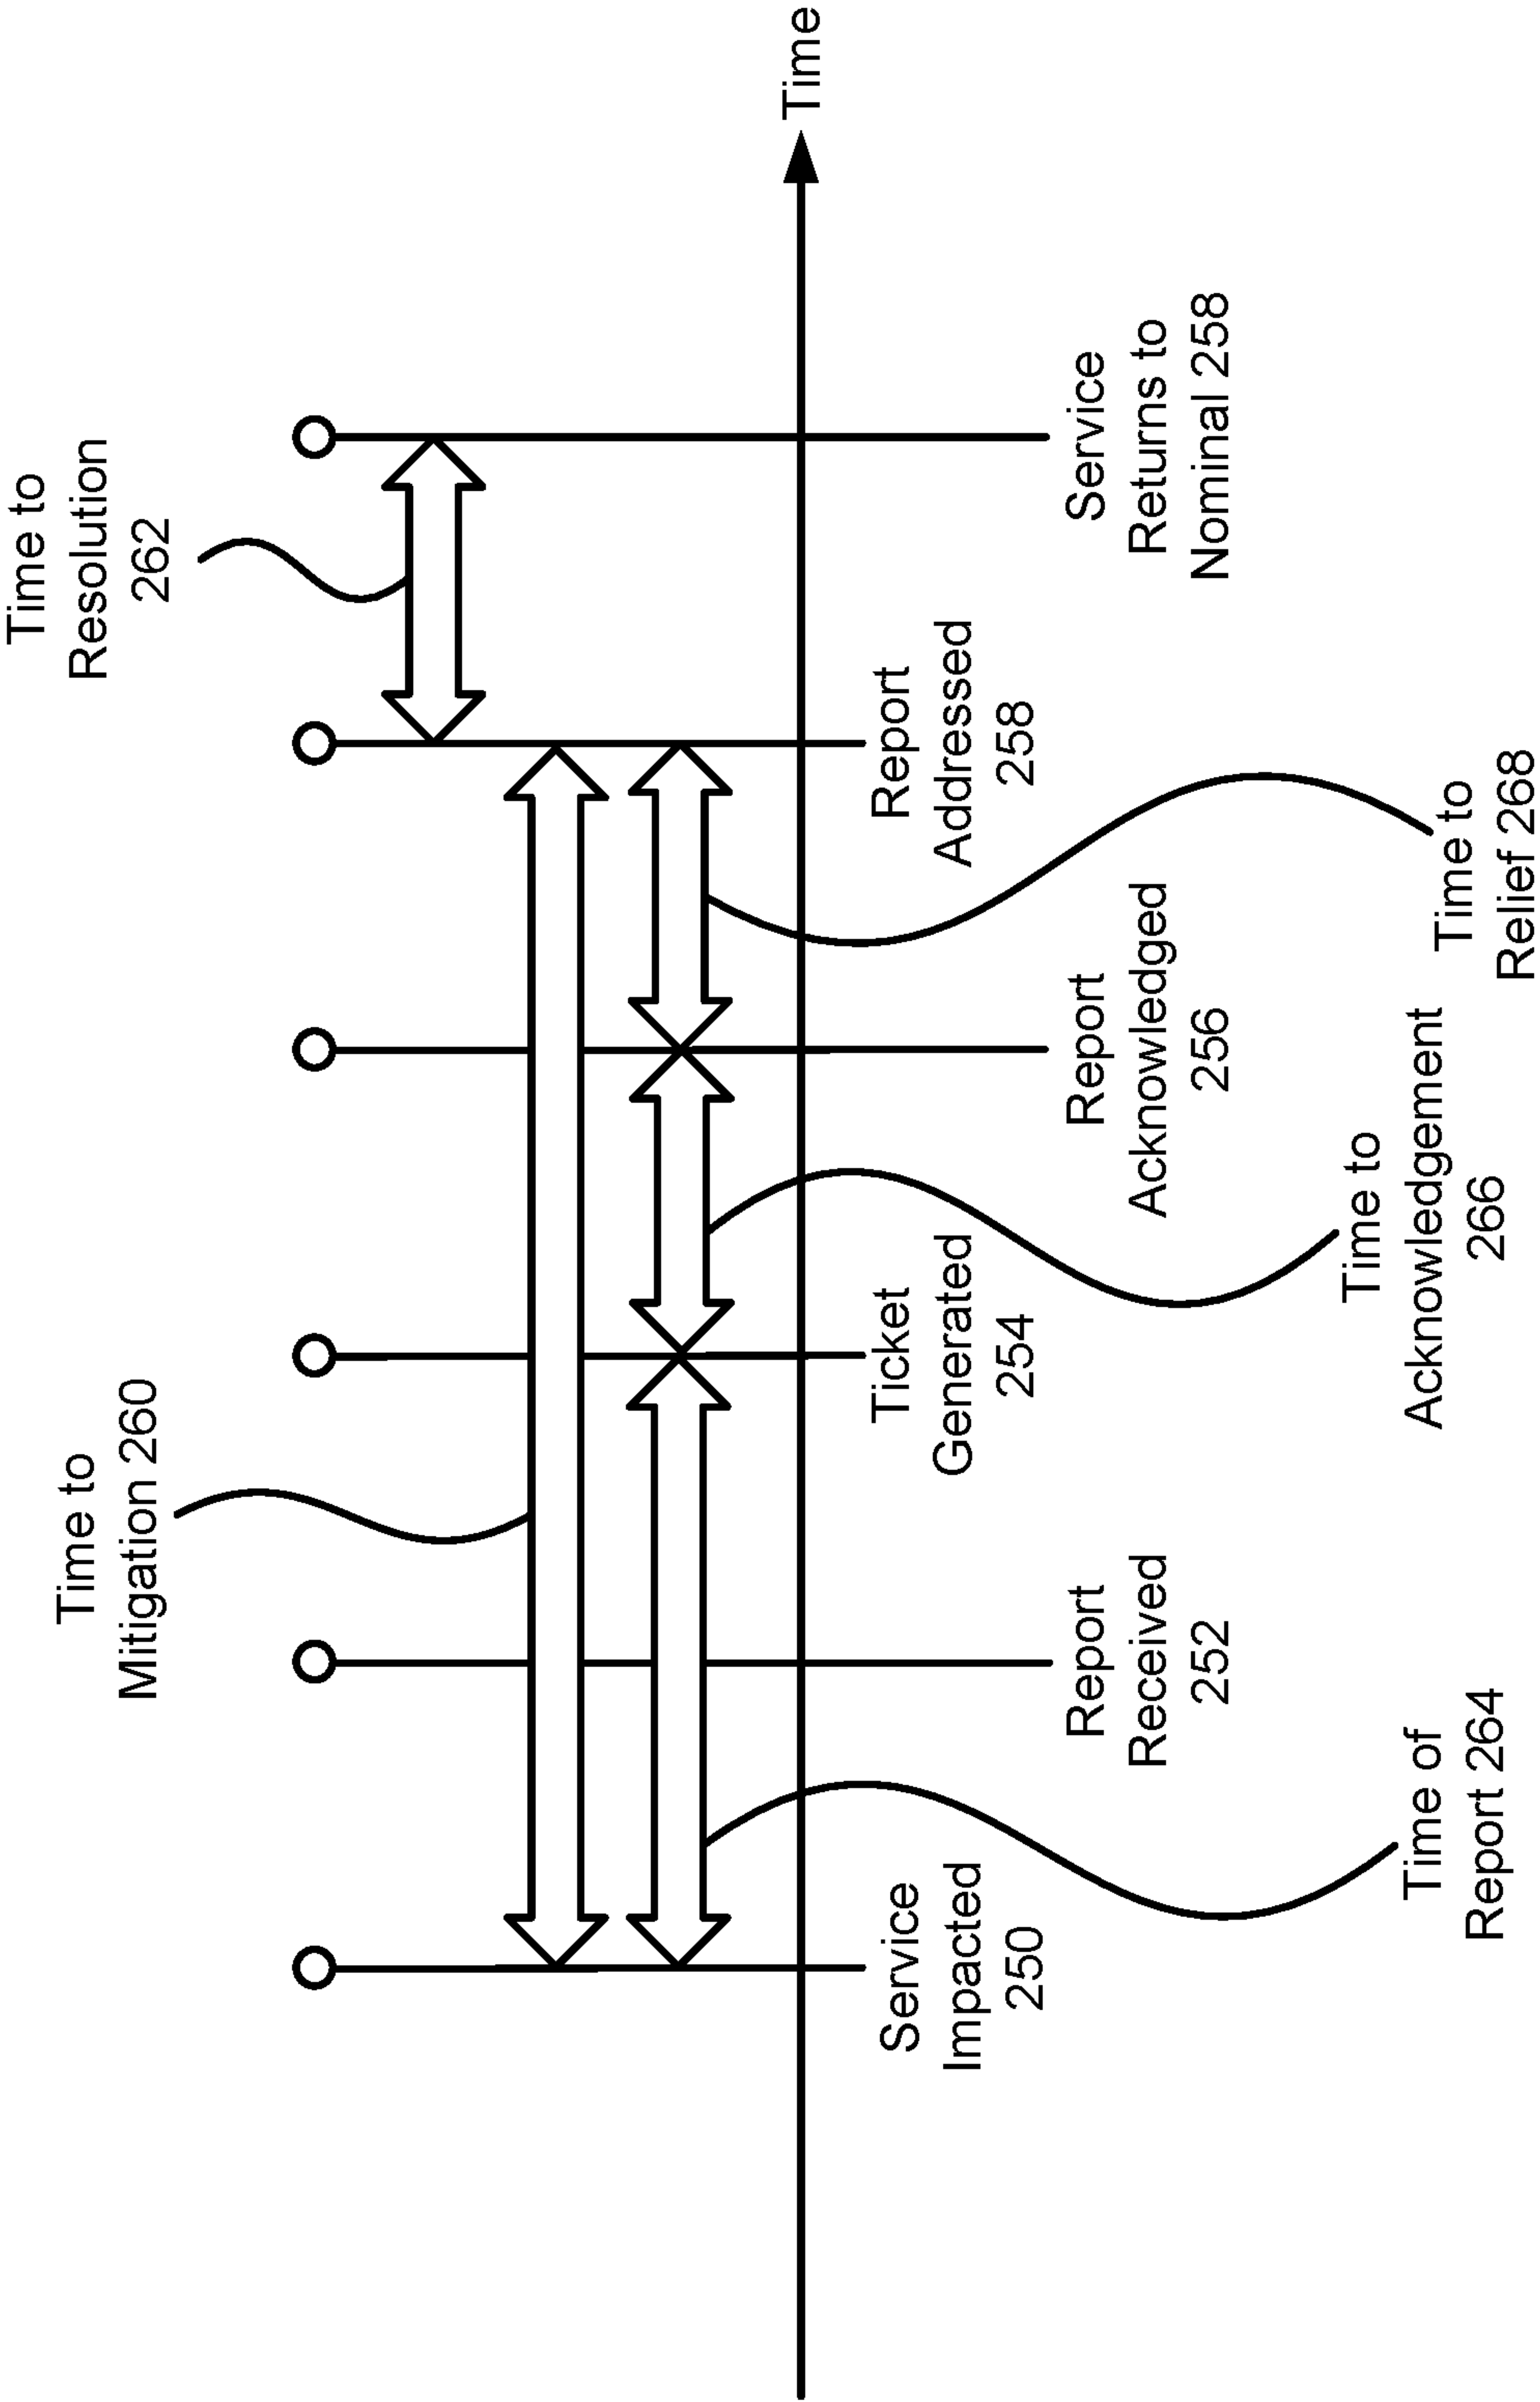 Time to
Mitigation 260
Time to
Resolution
262
Time
Service
Impacted
250
Report
Received
252
Ticket
Generated
254
Report
Acknowledged
256
Report
Addressed
258
Service
Returns to
Nominal 258
Time of
Report 264
Time to
Acknowledgement
266
Time to
Relief 268